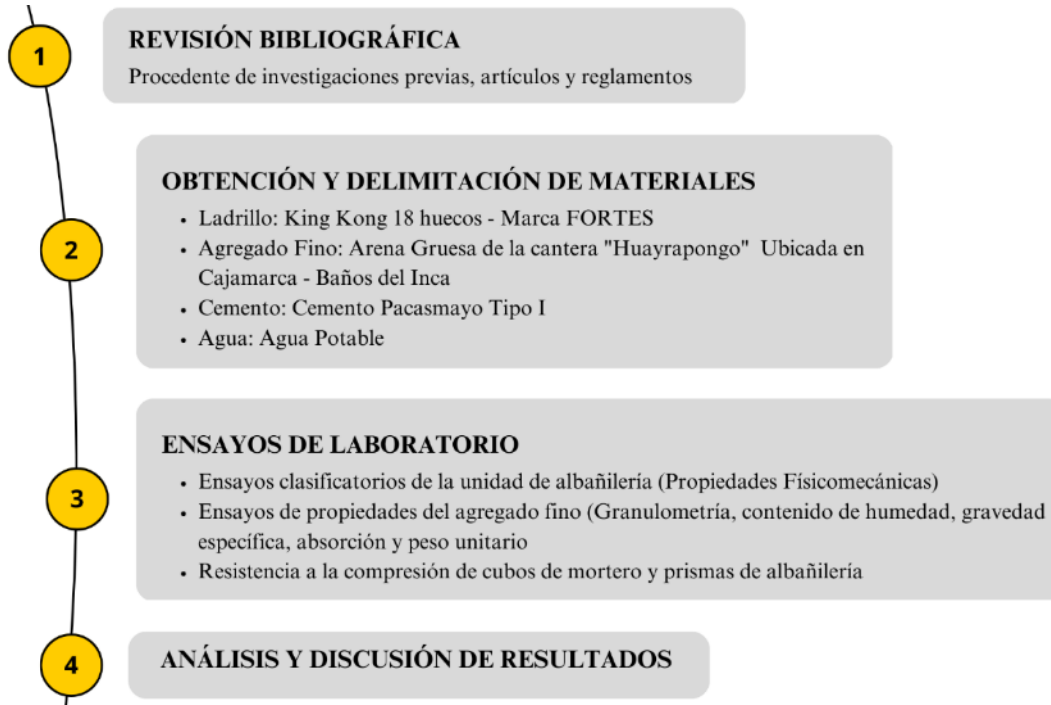 1
REVISIÓN BIBLIOGRÁFICA
Procedente de investigaciones previas, artículos y reglamentos
2
OBTENCIÓN Y DELIMITACIÓN DE MATERIALES
• Ladrillo: King Kong 18 huecos - Marca FORTES
• Agregado Fino: Arena Gruesa de la cantera "Huayrapongo" Ubicada en
Cajamarca - Baños del Inca
• Cemento: Cemento Pacasmayo Tipo I
• Agua: Agua Potable
3
ENSAYOS DE LABORATORIO
• Ensayos clasificatorios de la unidad de albañilería (Propiedades Físicomecánicas)
• Ensayos de propiedades del agregado fino (Granulometría, contenido de humedad, gravedad
específica, absorción y peso unitario
• Resistencia a la compresión de cubos de mortero y prismas de albañilería
4
ANÁLISIS Y DISCUSIÓN DE RESULTADOS